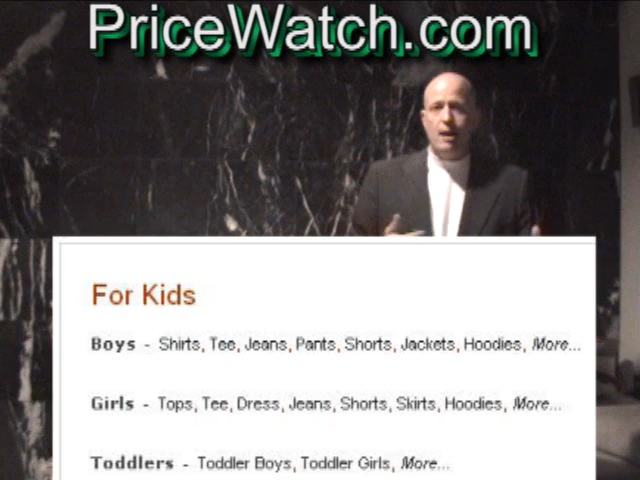 PriceWatch.com
For Kids
Boys - Shirts, Tee, Jeans, Pants, Shorts, Jackets, Hoodies, More...
Girls - Tops, Tee, Dress, Jeans, Shorts, Skirts, Hoodies, More...
Toddlers - Toddler Boys, Toddler Girls, More...